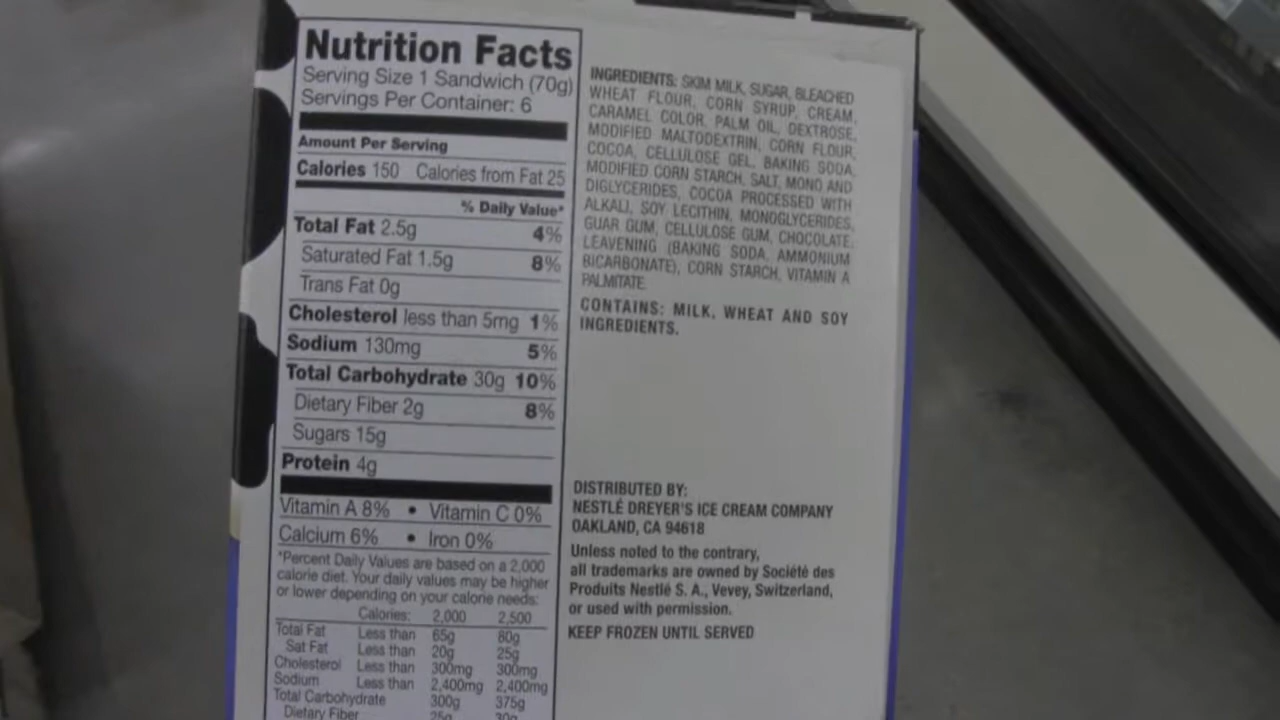 Nutrition Facts
Serving Size 1 Sandwich (70g)
Servings Per Container: 6
Amount Per Serving
Calories 150 Calories from Fat 25
% Daily Value*
Total Fat 2.5g 4%
Saturated Fat 1.5g 8%
Trans Fat 0g
Cholesterol less than 5mg 1%
Sodium 130mg 5%
Total Carbohydrate 30g 10%
Dietary Fiber 2g 8%
Sugars 15g
Protein 4g
Vitamin A 8% • Vitamin C 0%
Calcium 6% • Iron 0%
*Percent Daily Values are based on a 2,000
calorie diet. Your daily values may be higher
or lower depending on your calorie needs:
Calories: 2,000 2,500
Total Fat Less than 65g 80g
Sat Fat Less than 20g 25g
Cholesterol Less than 300mg 300mg
Sodium Less than 2,400mg 2,400mg
Total Carbohydrate 300g 375g
Dietary Fiber 25g 30g
INGREDIENTS: SKIM MILK, SUGAR, BLEACHED
WHEAT FLOUR, CORN SYRUP, CREAM,
CARAMEL COLOR, PALM OIL, DEXTROSE,
MODIFIED MALTODEXTRIN, CORN FLOUR,
COCOA, CELLULOSE GEL, BAKING SODA,
MODIFIED CORN STARCH, SALT, MONO AND
DIGLYCERIDES, COCOA PROCESSED WITH
ALKALI, SOY LECITHIN, MONOGLYCERIDES,
GUAR GUM, CELLULOSE GUM, CHOCOLATE,
LEAVENING (BAKING SODA, AMMONIUM
BICARBONATE), CORN STARCH, VITAMIN A
PALMITATE.
CONTAINS: MILK, WHEAT AND SOY
INGREDIENTS.
DISTRIBUTED BY:
NESTLÉ DREYER'S ICE CREAM COMPANY
OAKLAND, CA 94618
Unless noted to the contrary,
all trademarks are owned by Société des
Produits Nestlé S. A., Vevey, Switzerland,
or used with permission.
KEEP FROZEN UNTIL SERVED